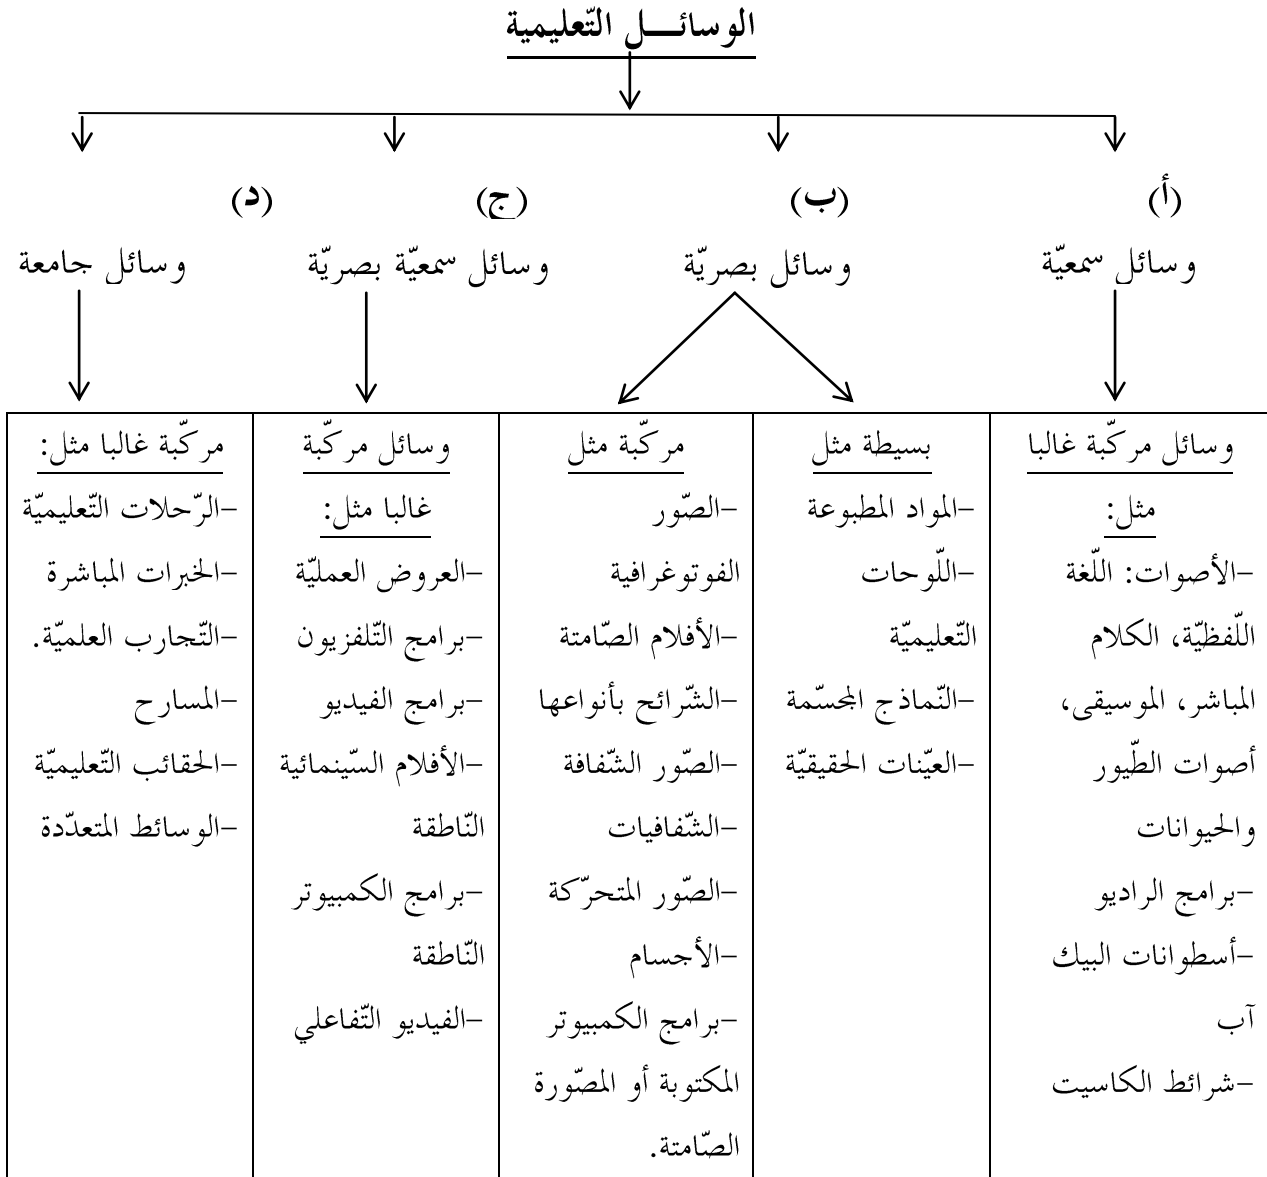 الوسائـــل التّعليمية
(أ)
(ب)
(ج)
(د)
وسائل سمعيّة
وسائل بصريّة
وسائل سمعيّة بصريّة
وسائل جامعة
وسائل مركّبة غالبا
مثل:
-الأصوات: اللّغة
اللّفظيّة، الكلام
المباشر، الموسيقى،
أصوات الطّيور
والحيوانات
-برامج الراديو
-أسطوانات البيك
آب
-شرائط الكاسيت
بسيطة مثل
-المواد المطبوعة
-اللّوحات
التّعليميّة
-النّماذج المجسّمة
-العيّنات الحقيقيّة
مركّبة مثل
-الصّور
الفوتوغرافية
-الأفلام الصّامتة
-الشّرائح بأنواعها
-الصّور الشّفافة
-الشّفافيات
-الصّور المتحرّكة
-الأجسام
-برامج الكمبيوتر
المكتوبة أو المصّورة
الصّامتة.
وسائل مركّبة
غالبا مثل:
-العروض العمليّة
-برامج التّلفزيون
-برامج الفيديو
-الأفلام السّينمائية
النّاطقة
-برامج الكمبيوتر
النّاطقة
-الفيديو التّفاعلي
مركّبة غالبا مثل:
-الرّحلات التّعليميّة
-الخبرات المباشرة
-التّجارب العلميّة.
-المسارح
-الحقائب التّعليميّة
-الوسائط المتعدّدة